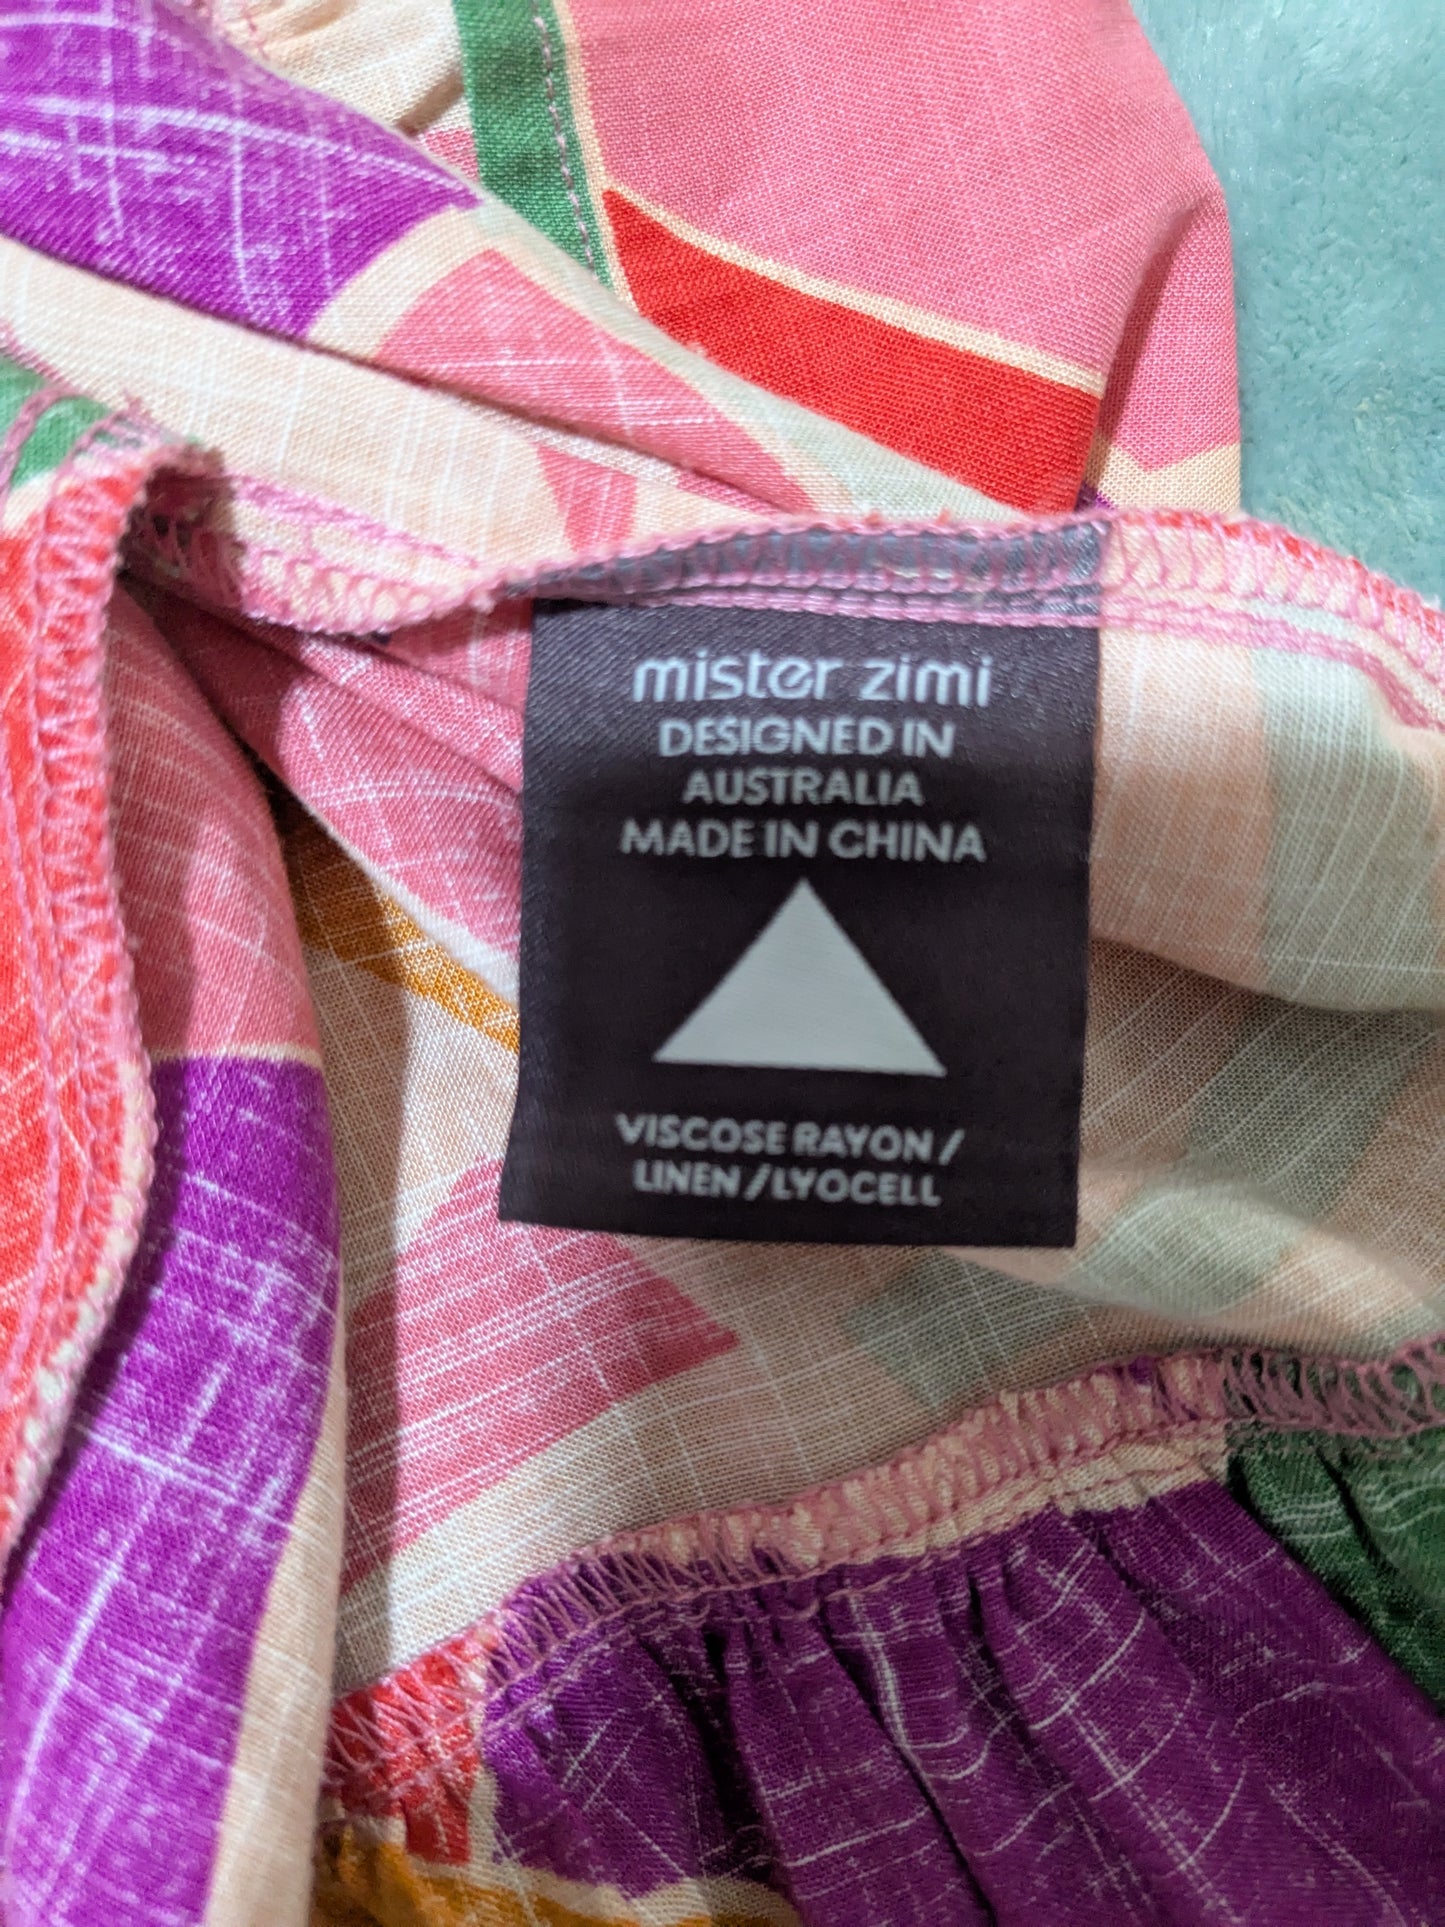 mister zimi
DESIGNED IN
AUSTRALIA
MADE IN CHINA
VISCOSE RAYON /
LINEN / LYOCELL